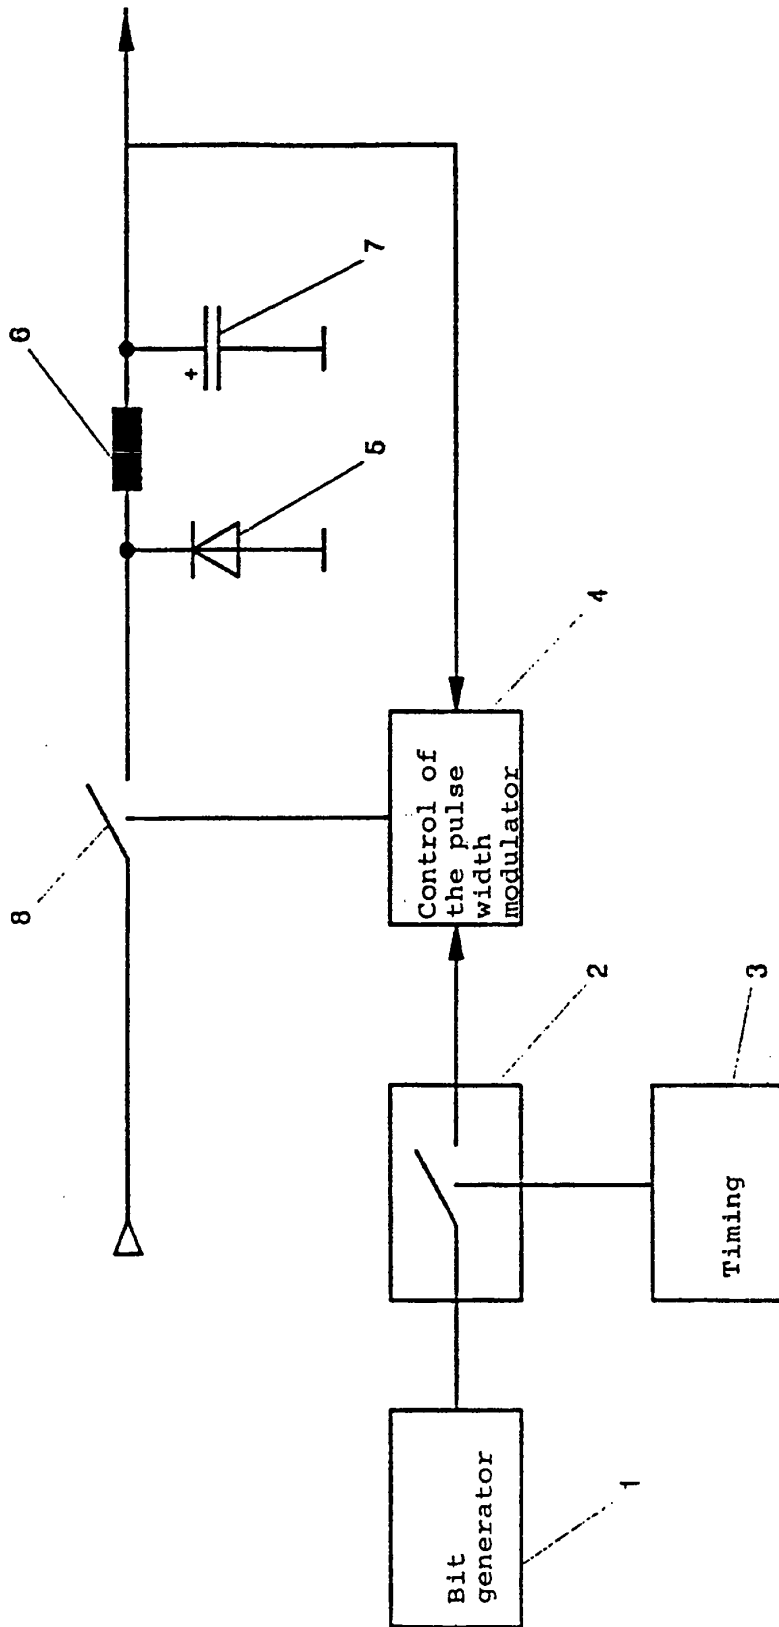 6
7
5
8
Control of
the pulse
width
modulator
4
2
Bit
generator
1
Timing
3
+